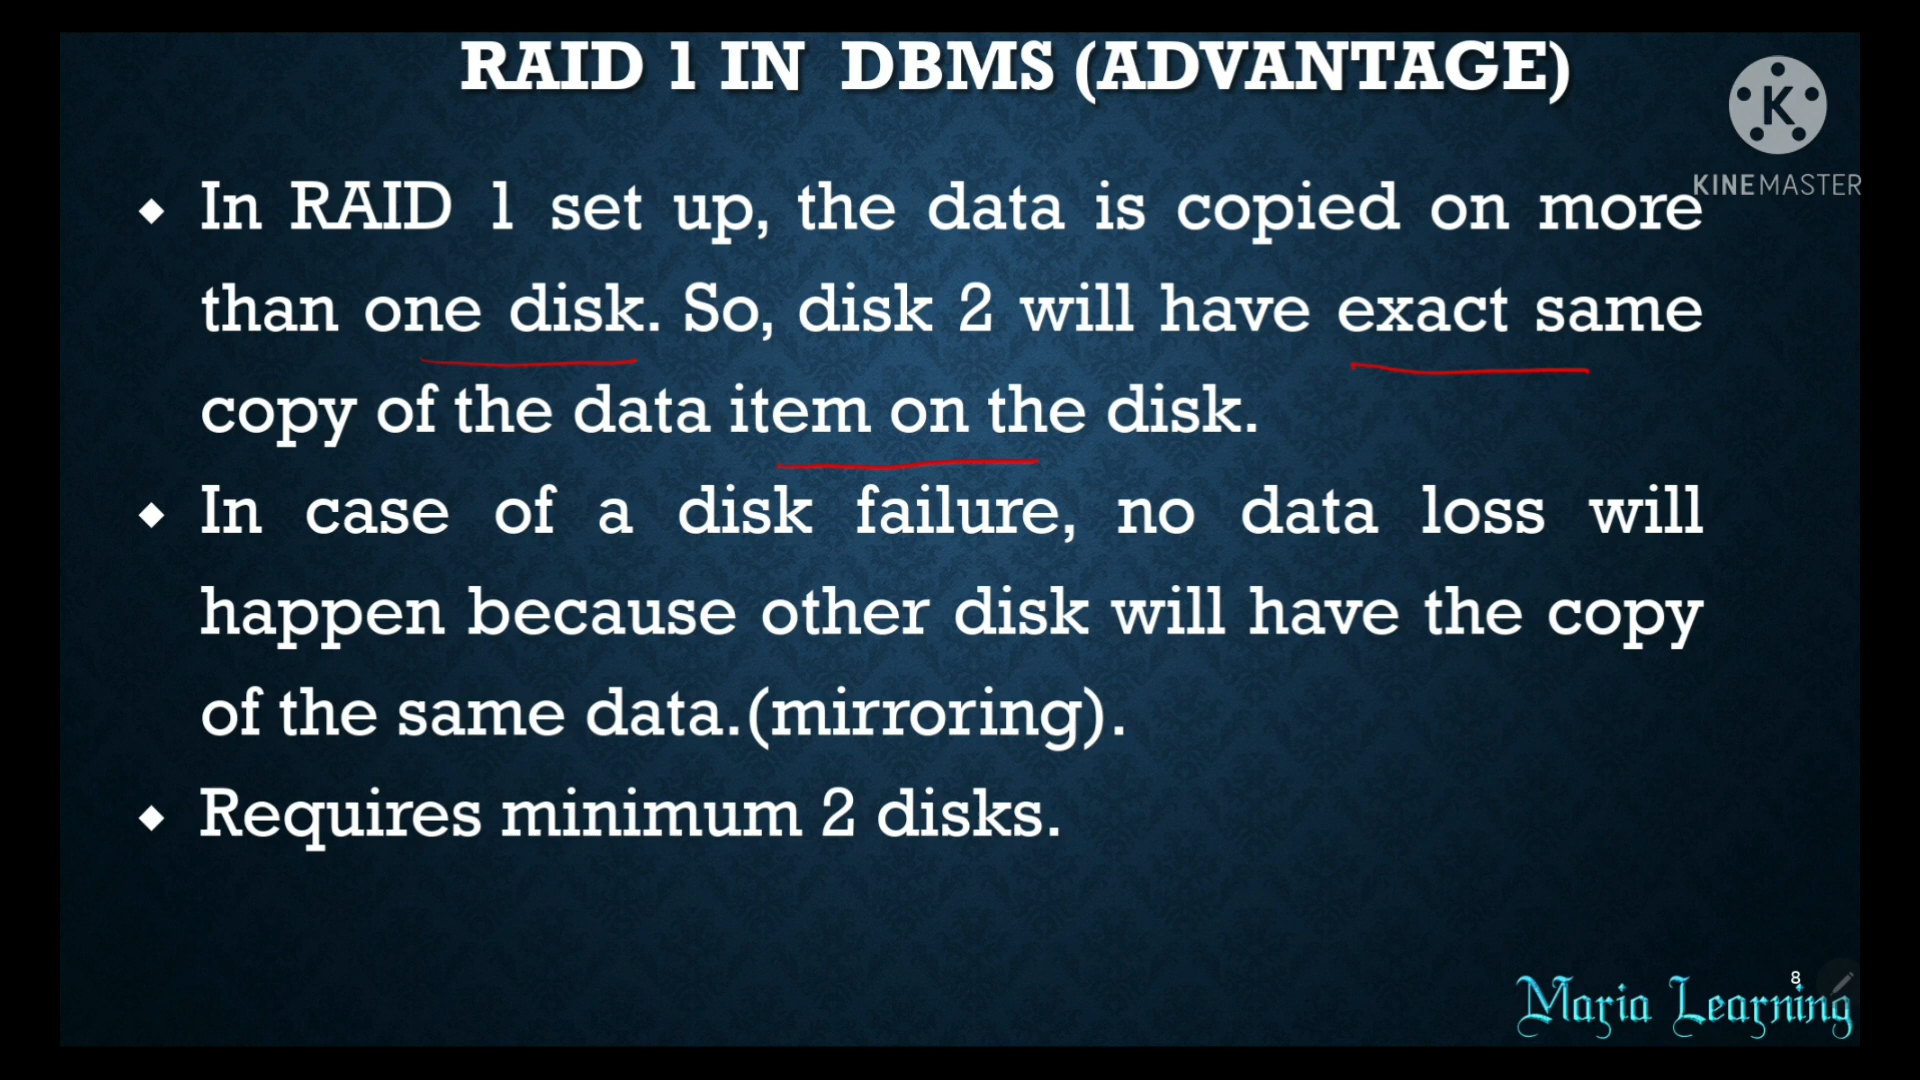 RAID 1 IN DBMS (ADVANTAGE)
K
KINEMASTER
In RAID 1 set up, the data is copied on more
than one disk. So, disk 2 will have exact same
copy of the data item on the disk.
In case of a disk failure, no data loss will
happen because other disk will have the copy
of the same data.(mirroring).
Requires minimum 2 disks.
8
Maria Learning